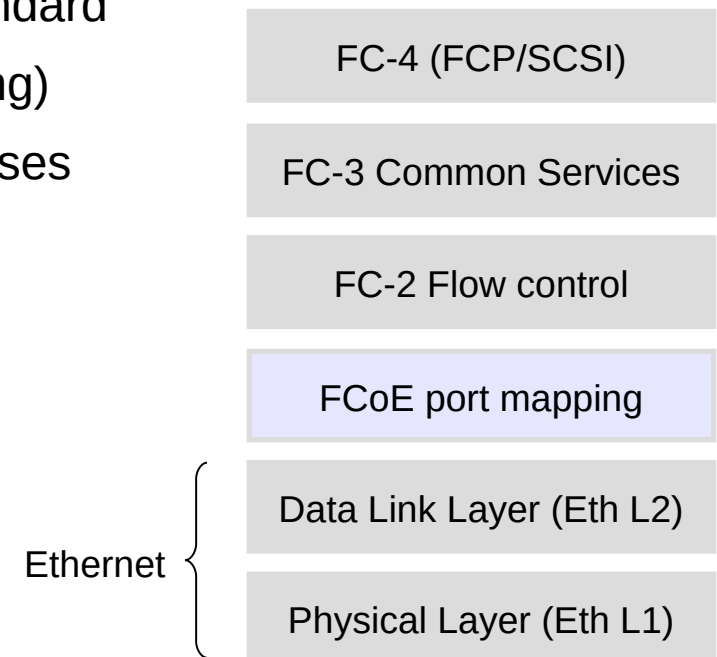 FC-4 (FCP/SCSI)
FC-3 Common Services
FC-2 Flow control
FCoE port mapping
Data Link Layer (Eth L2)
Ethernet
Physical Layer (Eth L1)